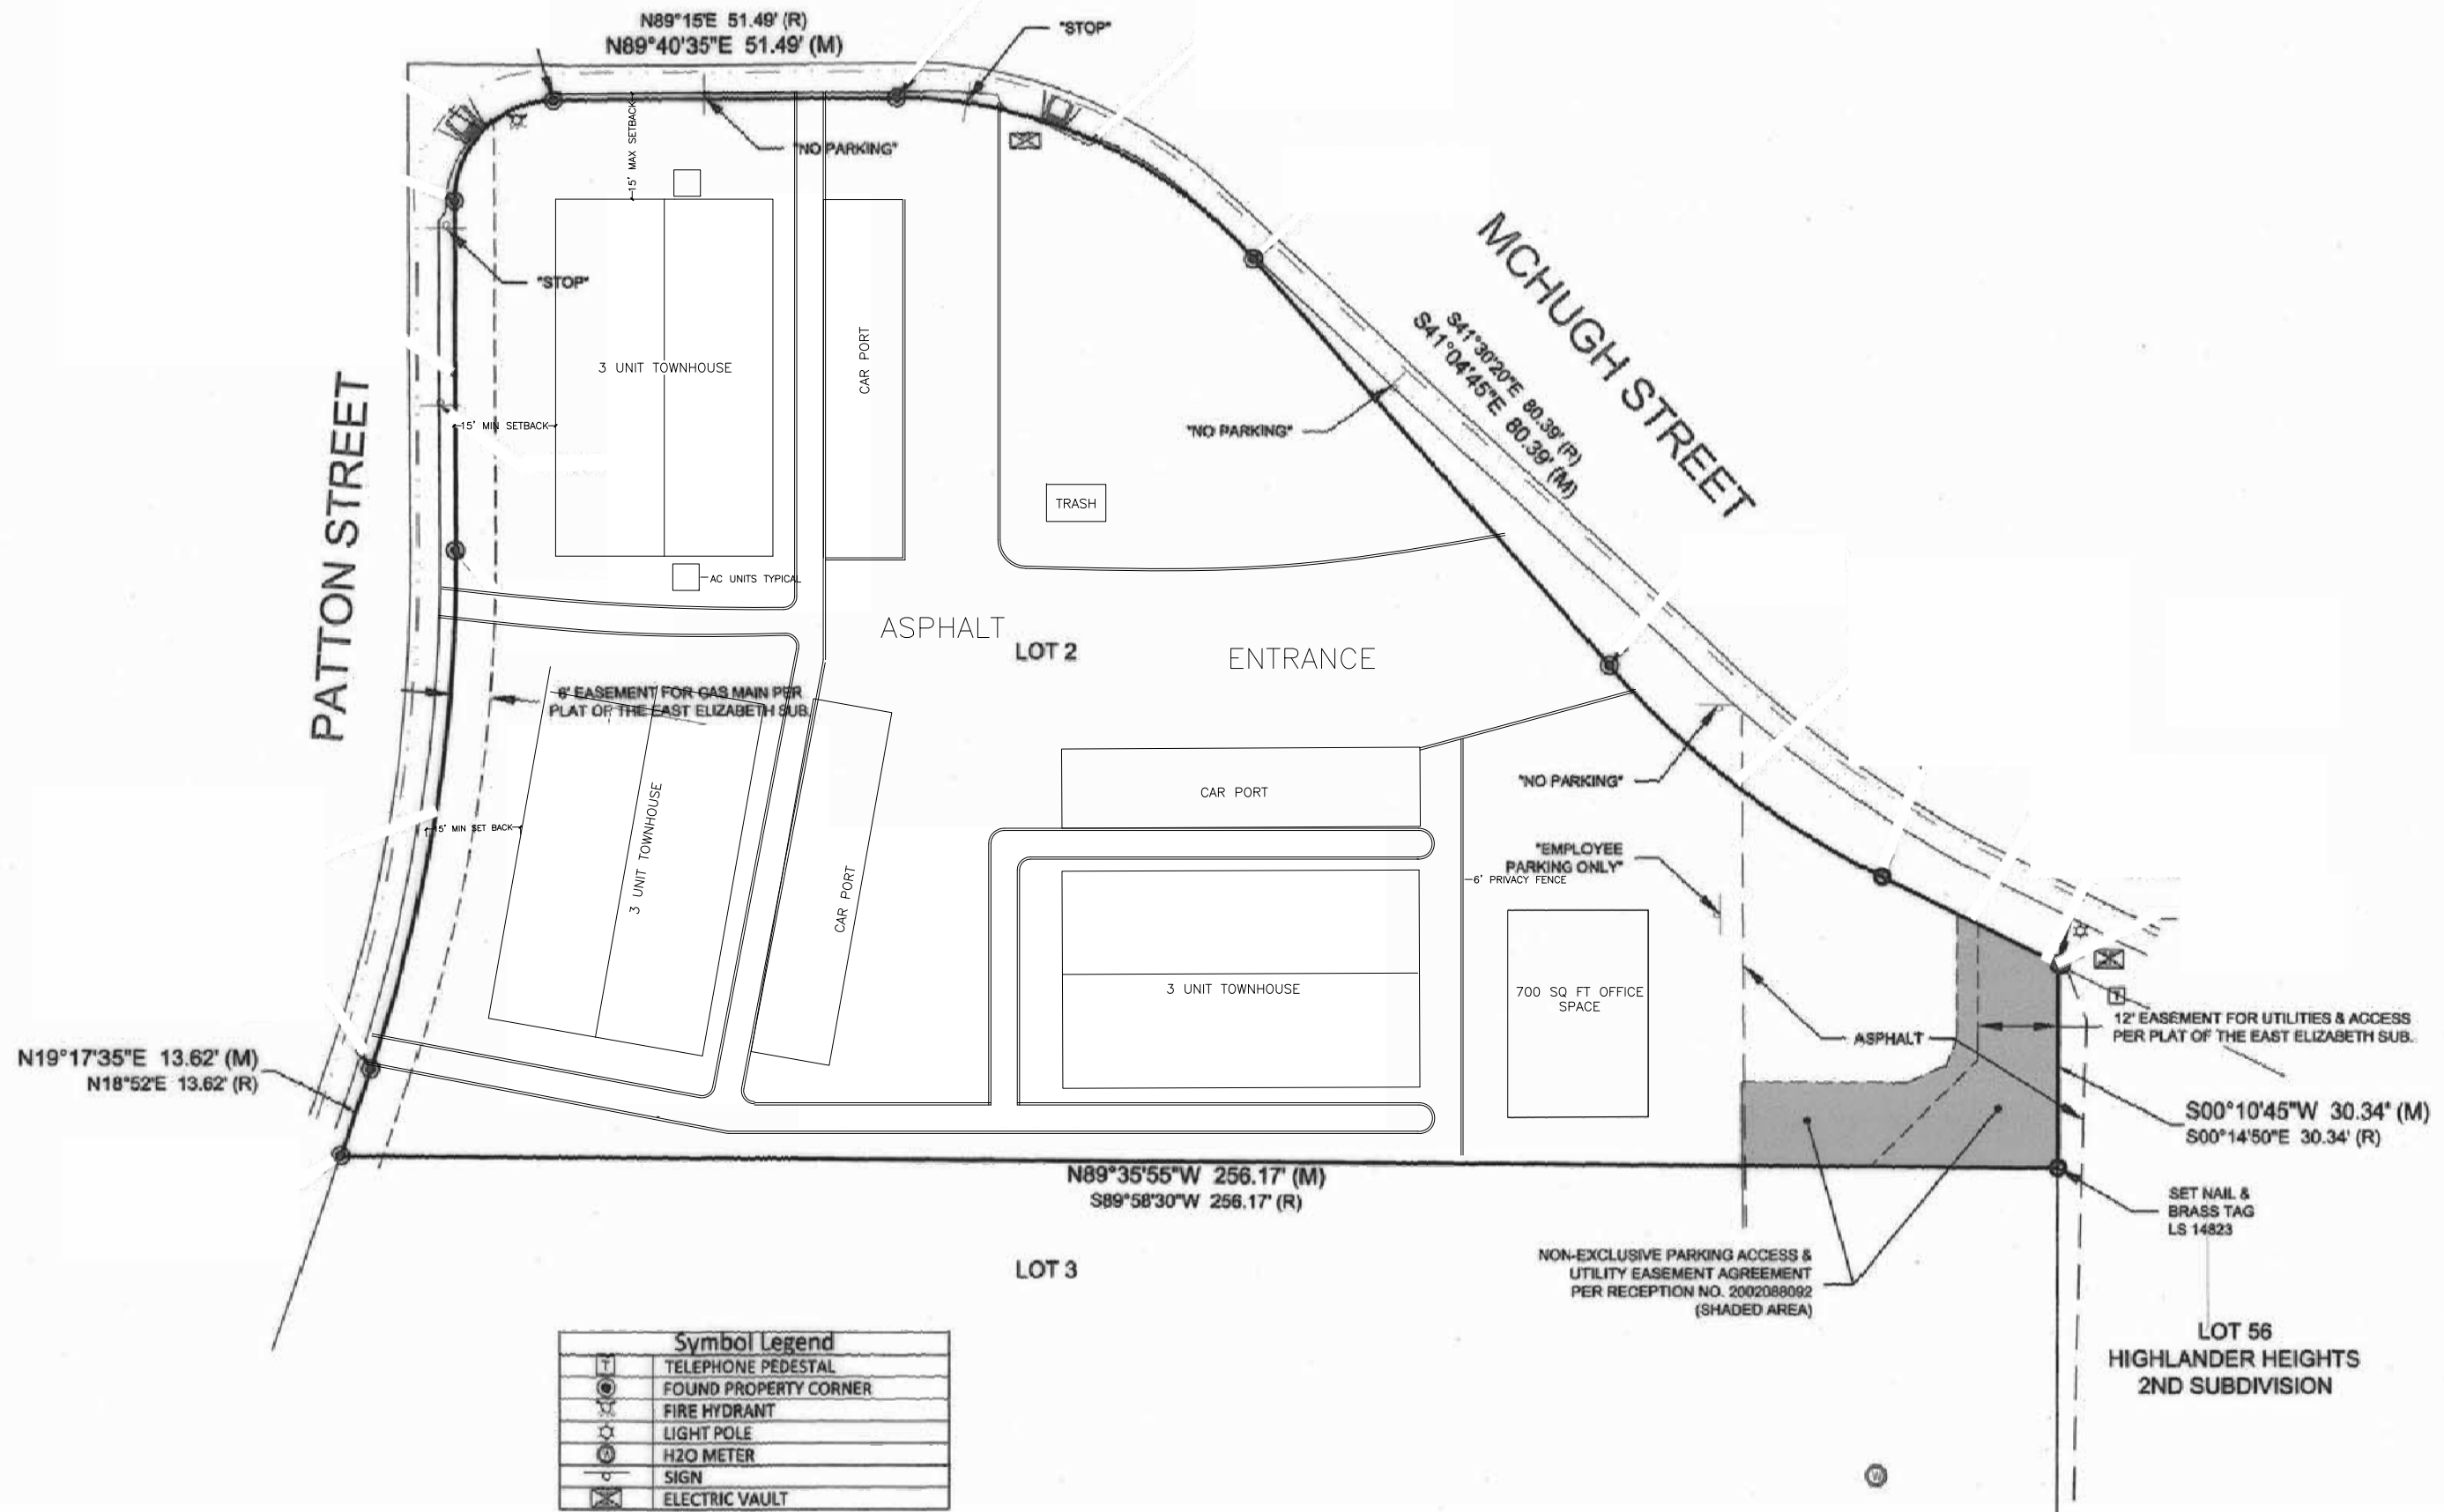 N89°15'E 51.49' (R)
N89°40'35"E 51.49' (M)
"STOP"
15' MAX SETBACK
"NO PARKING"
"STOP"
3 UNIT TOWNHOUSE
CAR PORT
15' MIN SETBACK
PATTON STREET
MCHUGH STREET
S41°30'20"E 80.39' (R)
S41°04'45"E 80.39' (M)
"NO PARKING"
TRASH
AC UNITS TYPICAL
ASPHALT
LOT 2
ENTRANCE
6' EASEMENT FOR GAS MAIN PER
PLAT OF THE EAST ELIZABETH SUB.
3 UNIT TOWNHOUSE
CAR PORT
15' MIN SET BACK
CAR PORT
"NO PARKING"
"EMPLOYEE
PARKING ONLY"
6' PRIVACY FENCE
3 UNIT TOWNHOUSE
700 SQ FT OFFICE
SPACE
ASPHALT
T
12' EASEMENT FOR UTILITIES & ACCESS
PER PLAT OF THE EAST ELIZABETH SUB.
N19°17'35"E 13.62' (M)
N18°52'E 13.62' (R)
S00°10'45"W 30.34' (M)
S00°14'50"E 30.34' (R)
N89°35'55"W 256.17' (M)
S89°58'30"W 256.17' (R)
SET NAIL &
BRASS TAG
LS 14823
LOT 3
NON-EXCLUSIVE PARKING ACCESS &
UTILITY EASEMENT AGREEMENT
PER RECEPTION NO. 2002088092
(SHADED AREA)
LOT 56
HIGHLANDER HEIGHTS
2ND SUBDIVISION
Symbol Legend
T TELEPHONE PEDESTAL
FOUND PROPERTY CORNER
FIRE HYDRANT
LIGHT POLE
W H2O METER
SIGN
ELECTRIC VAULT
W